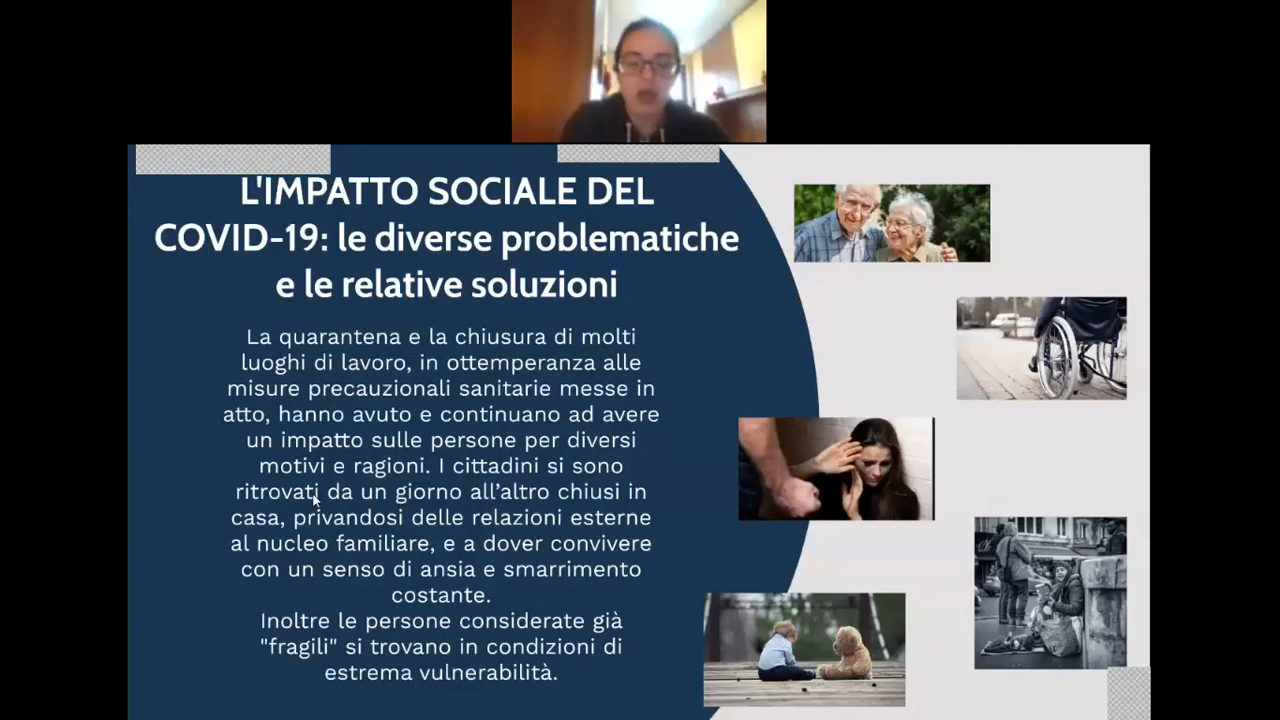 L'IMPATTO SOCIALE DEL
COVID-19: le diverse problematiche
e le relative soluzioni
La quarantena e la chiusura di molti
luoghi di lavoro, in ottemperanza alle
misure precauzionali sanitarie messe in
atto, hanno avuto e continuano ad avere
un impatto sulle persone per diversi
motivi e ragioni. I cittadini si sono
ritrovati da un giorno all’altro chiusi in
casa, privandosi delle relazioni esterne
al nucleo familiare, e a dover convivere
con un senso di ansia e smarrimento
costante.
Inoltre le persone considerate già
"fragili" si trovano in condizioni di
estrema vulnerabilità.